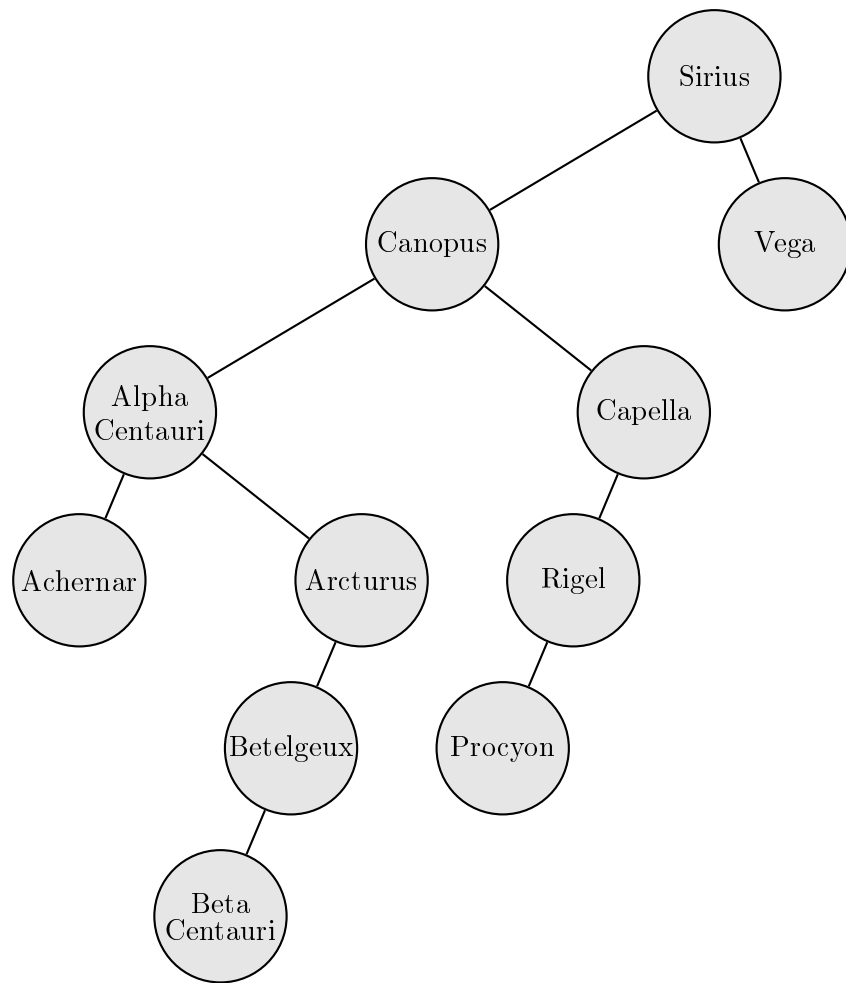 Sirius
Canopus
Vega
Alpha
Centauri
Capella
Achernar
Arcturus
Rigel
Betelgeux
Procyon
Beta
Centauri